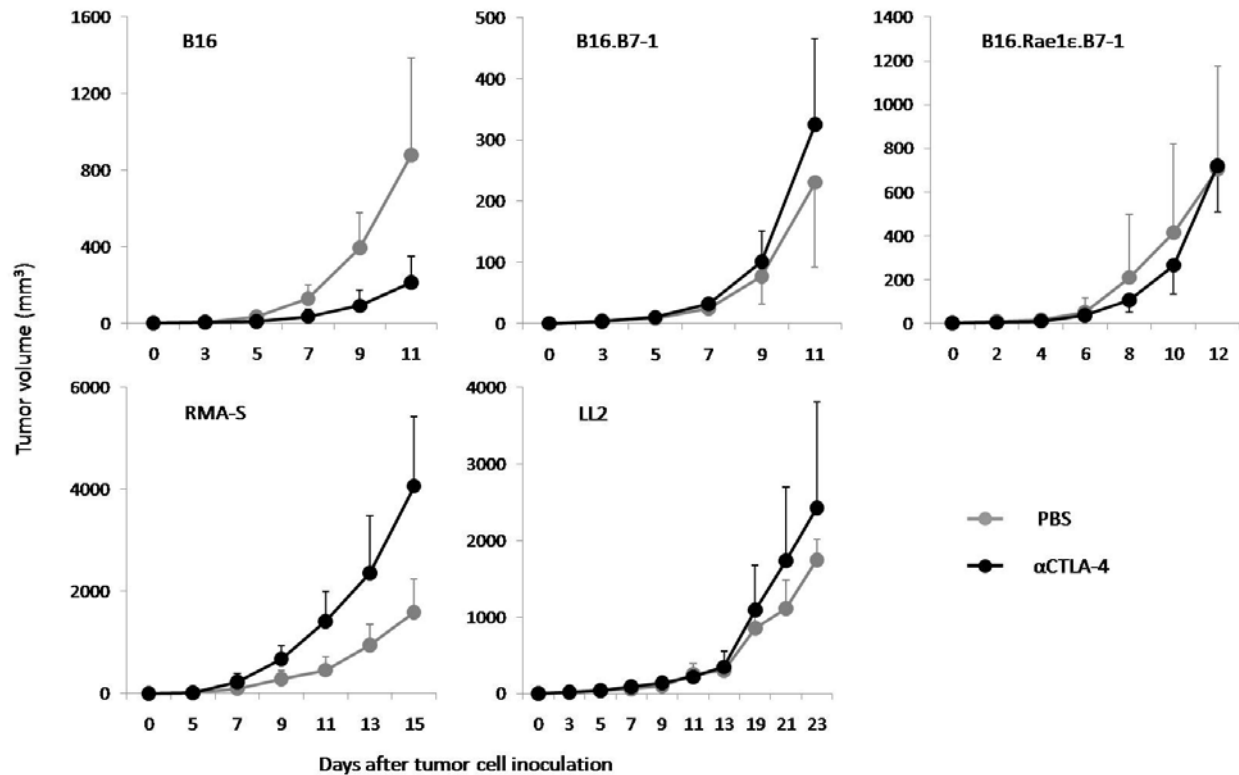 B16
1600
1200
800
400
0
0 3 5 7 9 11
B16.B7-1
500
400
300
200
100
0
0 3 5 7 9 11
B16.Rae1ε.B7-1
1400
1200
1000
800
600
400
200
0
0 2 4 6 8 10 12
Tumor volume (mm³)
RMA-S
6000
4000
2000
0
0 5 7 9 11 13 15
LL2
4000
3000
2000
1000
0
0 3 5 7 9 11 13 19 21 23
PBS
αCTLA-4
Days after tumor cell inoculation